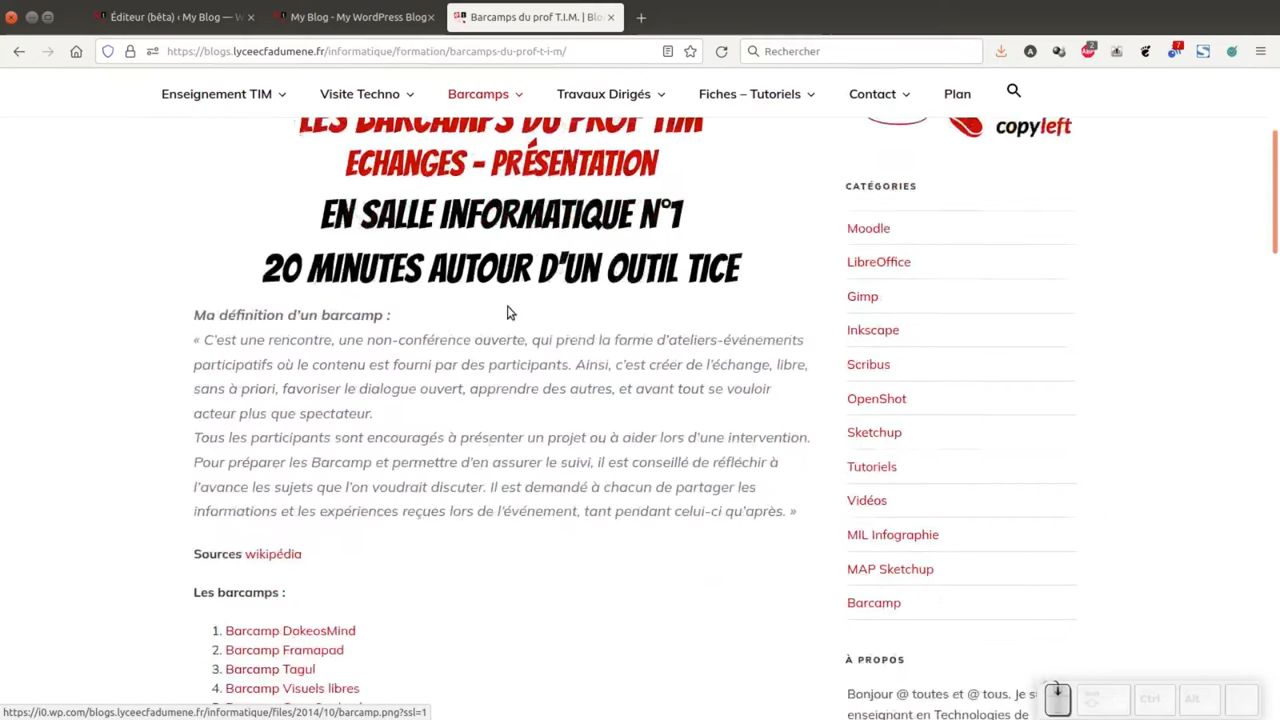 Éditeur (bêta) ‹ My Blog — W
My Blog - My WordPress Blog
Barcamps du prof T.I.M. | Blo
https://blogs.lyceecfadumene.fr/informatique/formation/barcamps-du-prof-t-i-m/
Rechercher
2
7
Enseignement TIM
Visite Techno
Barcamps
Travaux Dirigés
Fiches – Tutoriels
Contact
Plan
LES BARCAMPS DU PROF TIM
ECHANGES - PRÉSENTATION
EN SALLE INFORMATIQUE N°1
20 MINUTES AUTOUR D'UN OUTIL TICE
Ma définition d'un barcamp :
« C'est une rencontre, une non-conférence ouverte, qui prend la forme d'ateliers-événements
participatifs où le contenu est fourni par des participants. Ainsi, c'est créer de l'échange, libre,
sans à priori, favoriser le dialogue ouvert, apprendre des autres, et avant tout se vouloir
acteur plus que spectateur.
Tous les participants sont encouragés à présenter un projet ou à aider lors d'une intervention.
Pour préparer les Barcamp et permettre d'en assurer le suivi, il est conseillé de réfléchir à
l'avance les sujets que l'on voudrait discuter. Il est demandé à chacun de partager les
informations et les expériences reçues lors de l'événement, tant pendant celui-ci qu'après. »
Sources wikipédia
Les barcamps :
1. Barcamp DokeosMind
2. Barcamp Framapad
3. Barcamp Tagul
4. Barcamp Visuels libres
copyleft
CATÉGORIES
Moodle
LibreOffice
Gimp
Inkscape
Scribus
OpenShot
Sketchup
Tutoriels
Vidéos
MIL Infographie
MAP Sketchup
Barcamp
À PROPOS
Bonjour @ toutes et @ tous. Je su
enseignant en Technologies de
https://i0.wp.com/blogs.lyceecfadumene.fr/informatique/files/2014/10/barcamp.png?ssl=1
Ctrl
Alt